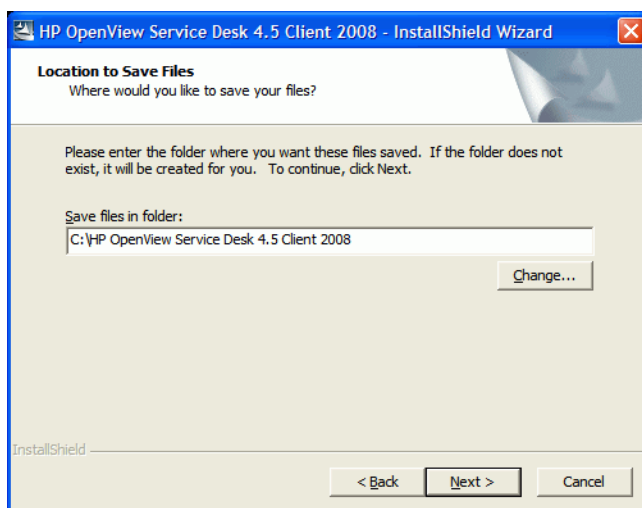 HP OpenView Service Desk 4.5 Client 2008 - InstallShield Wizard
Location to Save Files
Where would you like to save your files?
Please enter the folder where you want these files saved.  If the folder does not
exist, it will be created for you.   To continue, click Next.
Save files in folder:
C:\HP OpenView Service Desk 4.5 Client 2008
Change...
InstallShield
< Back
Next >
Cancel